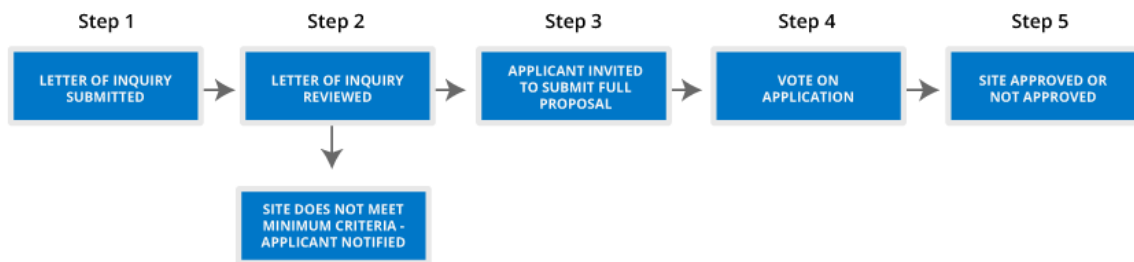 Step 1
Step 2
Step 3
Step 4
Step 5
LETTER OF INQUIRY
SUBMITTED
LETTER OF INQUIRY
REVIEWED
APPLICANT INVITED
TO SUBMIT FULL
PROPOSAL
VOTE ON
APPLICATION
SITE APPROVED OR
NOT APPROVED
SITE DOES NOT MEET
MINIMUM CRITERIA -
APPLICANT NOTIFIED